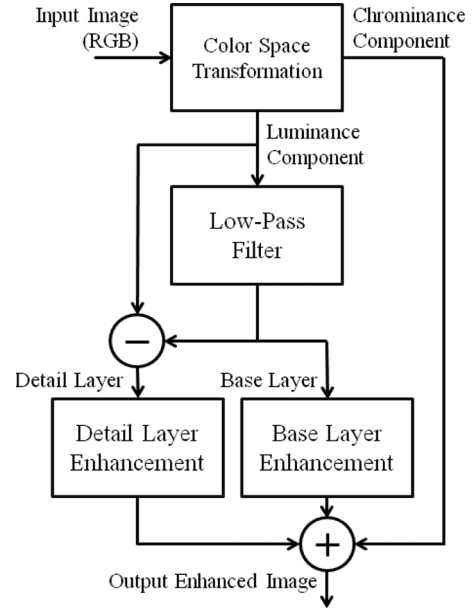 Input Image
(RGB)
Color Space
Transformation
Chrominance
Component
Luminance
Component
Low-Pass
Filter
−
Detail Layer
Base Layer
Detail Layer
Enhancement
Base Layer
Enhancement
+
Output Enhanced Image